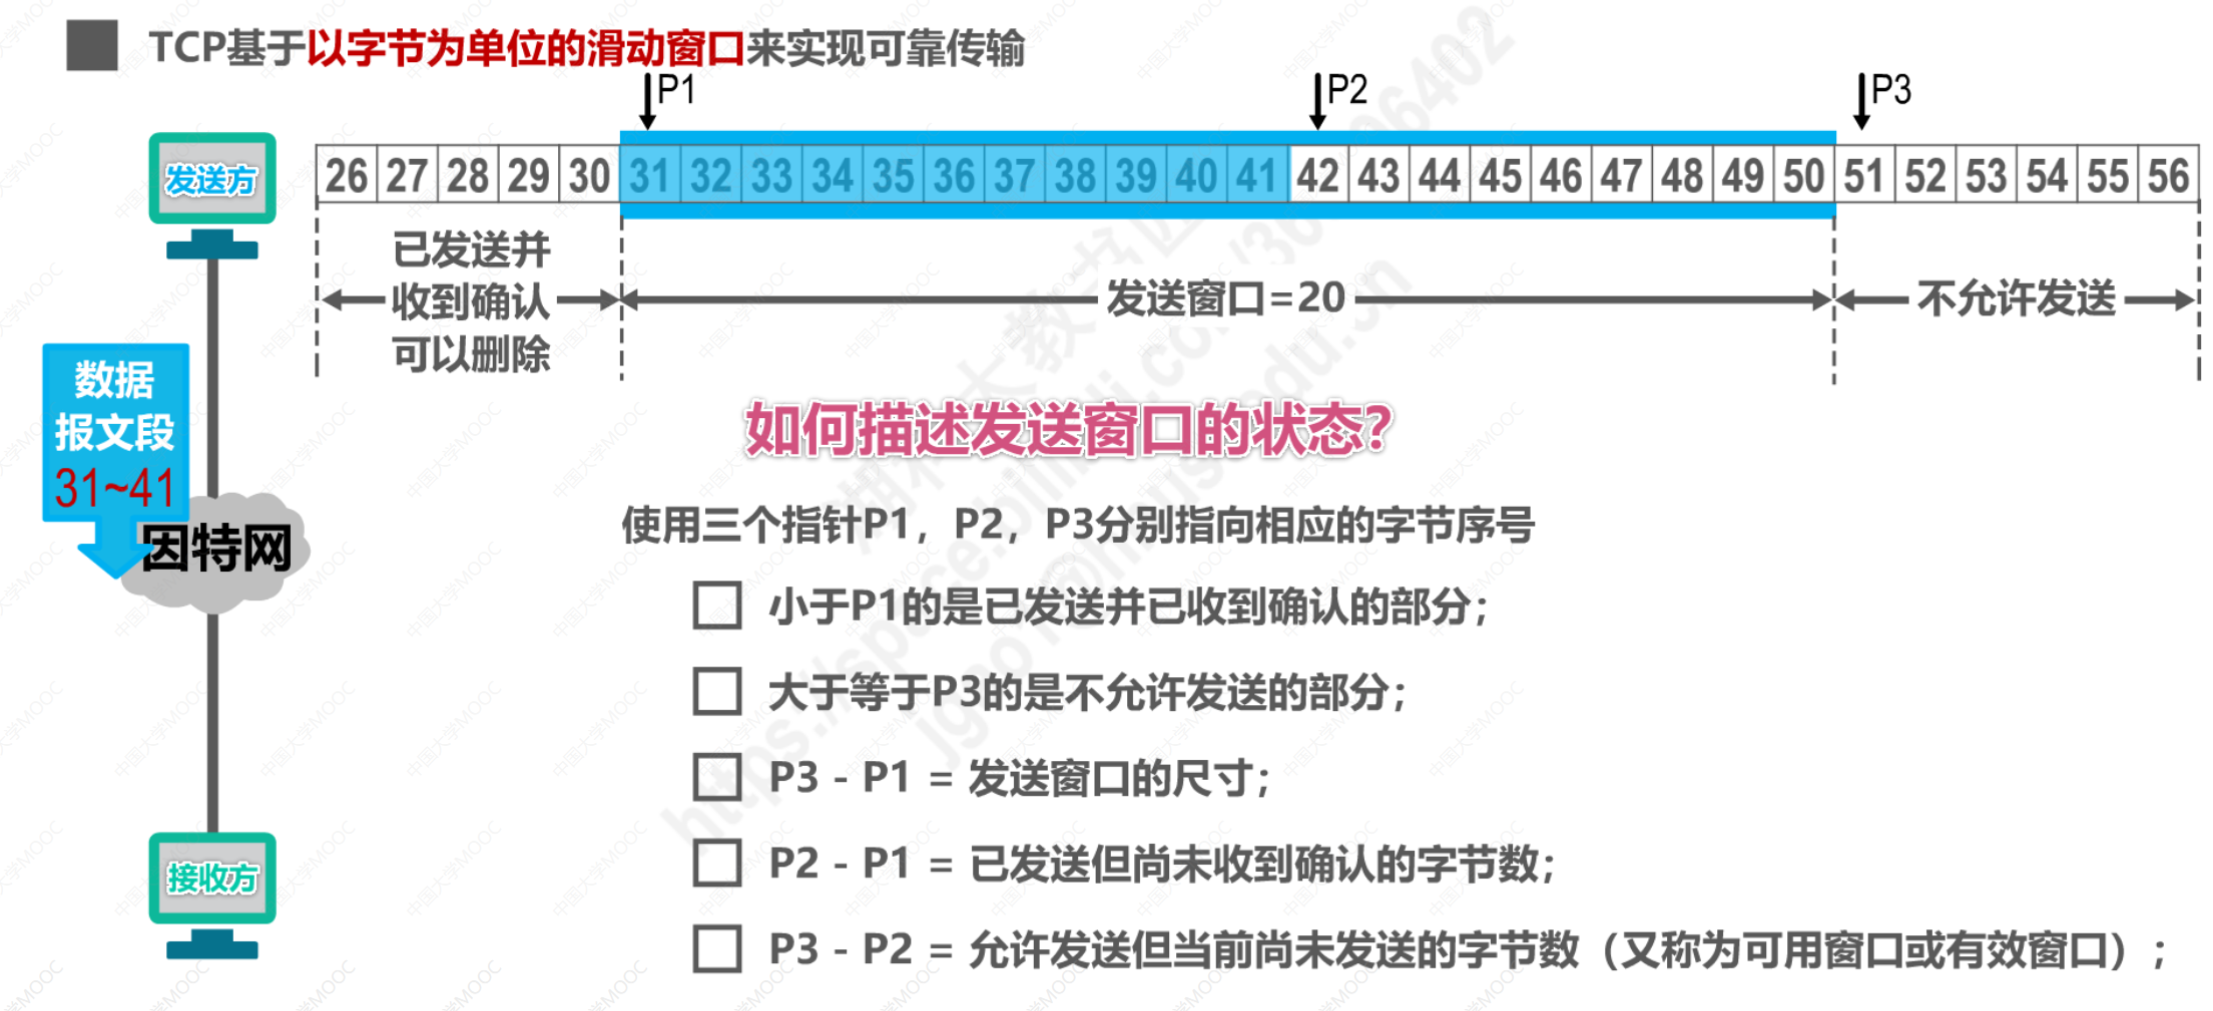 TCP基于以字节为单位的滑动窗口来实现可靠传输
P1 P2 P3
发送方
26 27 28 29 30 31 32 33 34 35 36 37 38 39 40 41 42 43 44 45 46 47 48 49 50 51 52 53 54 55 56
已发送并
收到确认
可以删除
发送窗口=20
不允许发送
数据
报文段
31~41
因特网
接收方
如何描述发送窗口的状态？
使用三个指针P1，P2，P3分别指向相应的字节序号
小于P1的是已发送并已收到确认的部分；
大于等于P3的是不允许发送的部分；
P3 - P1 = 发送窗口的尺寸；
P2 - P1 = 已发送但尚未收到确认的字节数；
P3 - P2 = 允许发送但当前尚未发送的字节数（又称为可用窗口或有效窗口）；
中国大学MOOC